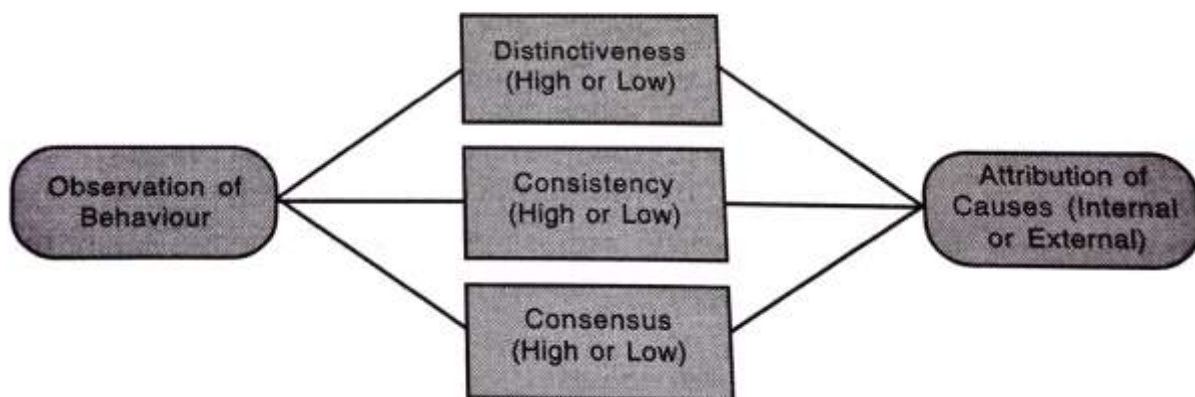 Distinctiveness
(High or Low)
Observation of
Behaviour
Consistency
(High or Low)
Attribution of
Causes (Internal
or External)
Consensus
(High or Low)